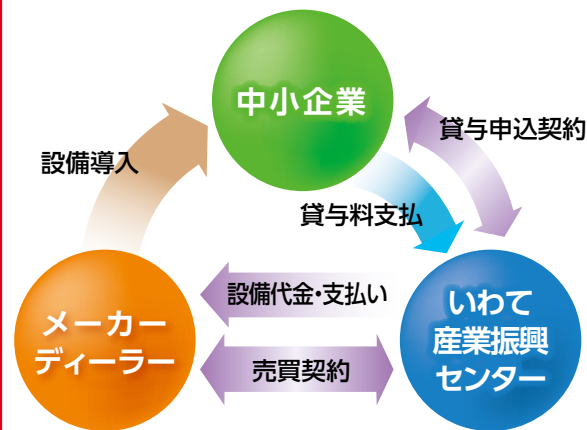 中小企業
貸与申込契約
設備導入
貸与料支払
設備代金・支払い
いわて
産業振興
センター
メーカー
ディーラー
売買契約